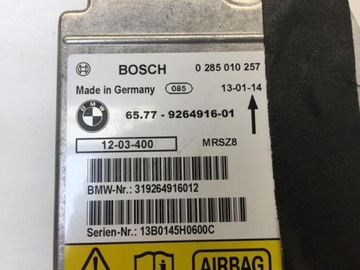 BOSCH 0 285 010 257
Made in Germany 085 13-01-14
BMW 65.77 - 9264916-01
12-03-400 MRSZ8
BMW-Nr.: 319264916012
Serien-Nr.: 13B0145H0600C
AIRBAG